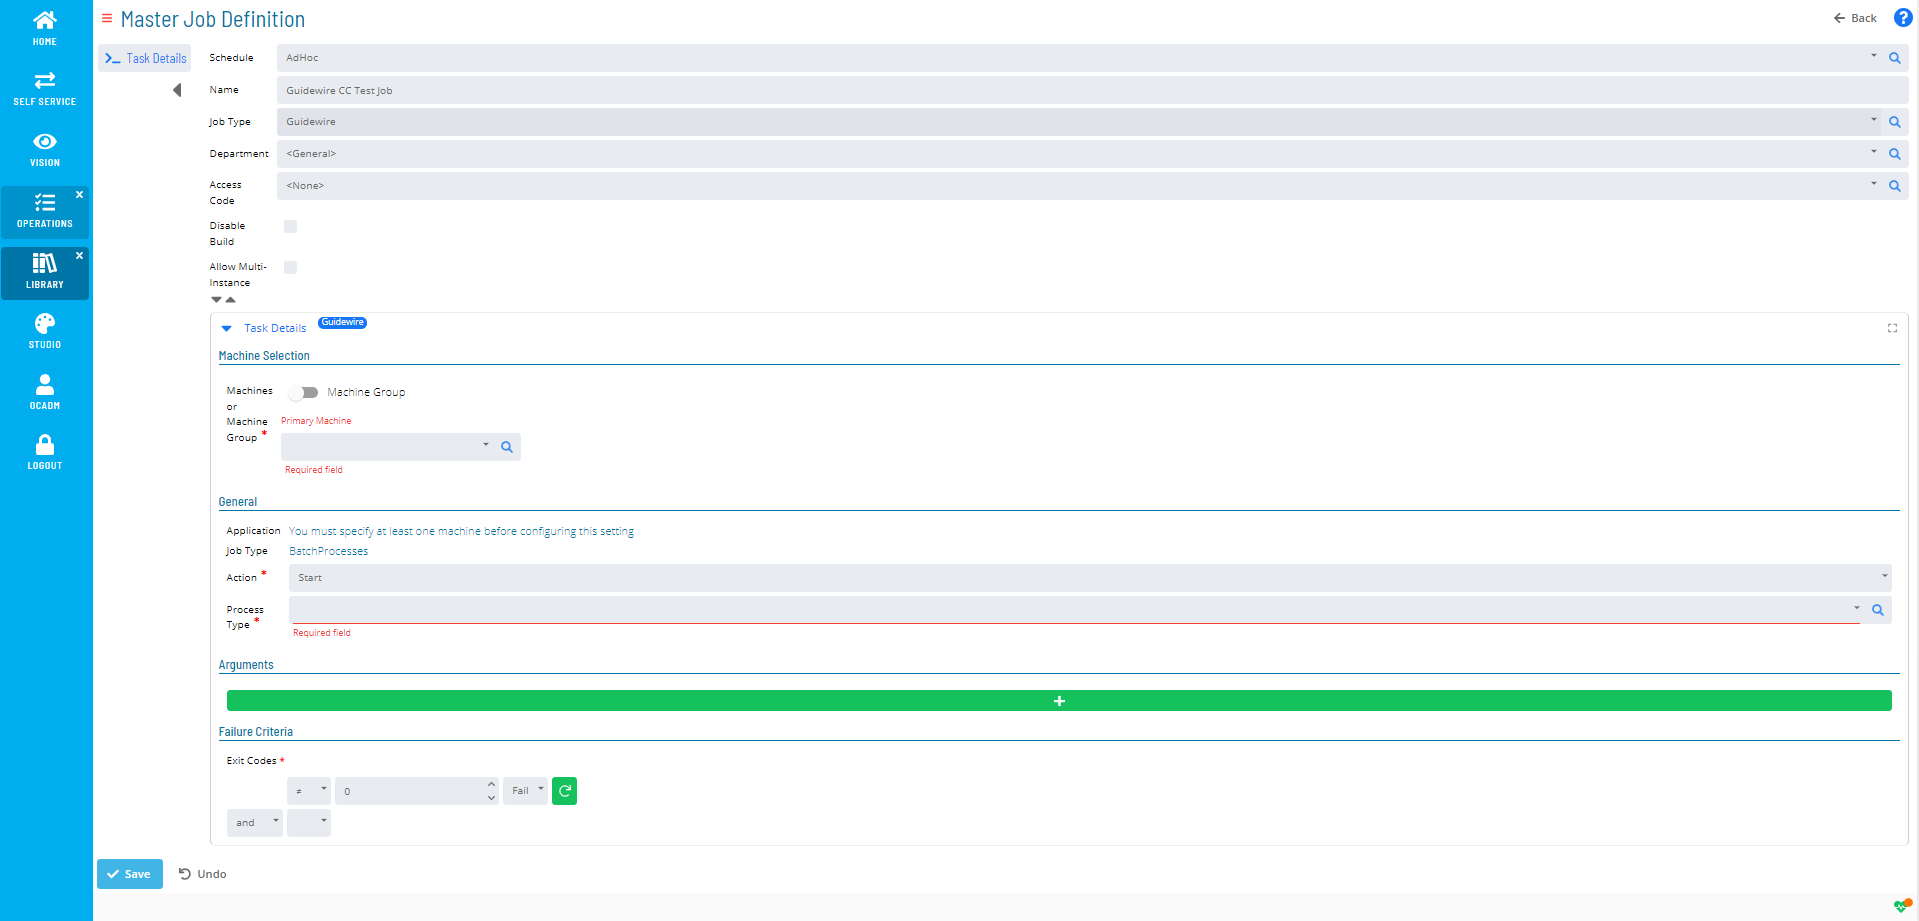 HOME
SELF SERVICE
VISION
OPERATIONS
LIBRARY
STUDIO
OCADM
LOGOUT
Master Job Definition
Back
?
Task Details
Schedule AdHoc
Name Guidewire CC Test Job
Job Type Guidewire
Department <General>
Access Code <None>
Disable
Build
Allow Multi-
Instance
Task Details Guidewire
Machine Selection
Machines
or
Machine
Group *
Machine Group
Primary Machine
Required field
General
Application You must specify at least one machine before configuring this setting
Job Type BatchProcesses
Action * Start
Process
Type *
Required field
Arguments
+
Failure Criteria
Exit Codes *
≠ 0 Fail
and
Save Undo